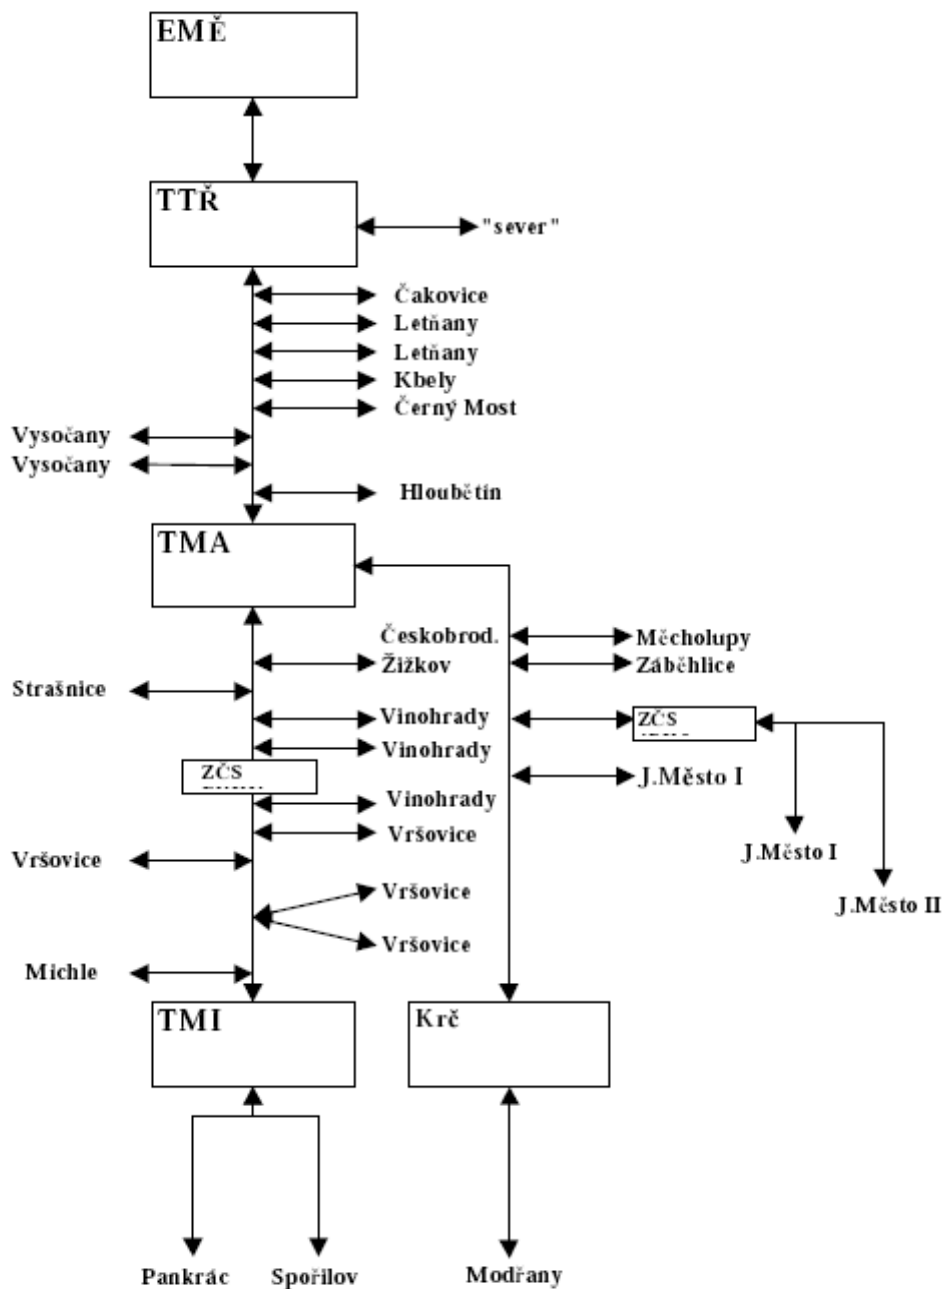 EMĚ
TTŘ
"sever"
Čakovice
Letňany
Letňany
Kbely
Černý Most
Vysočany
Vysočany
Hloubětín
TMA
Českobrod.
Měcholupy
Žižkov
Záběhlice
Strašnice
Vinohrady
ZČS
Vinohrady
ZČS
J.Město I
Vinohrady
Vršovice
Vršovice
J.Město I
Vršovice
J.Město II
Vršovice
Michle
TMI
Krč
Pankrác
Spořilov
Modřany